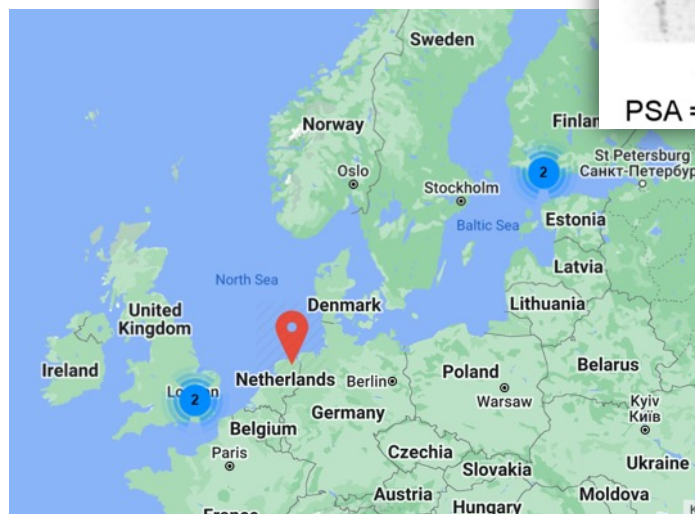 PSA =
Sweden
Norway
Finlan
St Petersburg
Санкт-Петербур
Oslo
2
Stockholm
Estonia
Baltic Sea
Latvia
North Sea
Denmark
Lithuania
United
Kingdom
Ireland
Belarus
Poland
Netherlands
Berlin
London
2
Warsaw
Kyiv
Київ
Germany
Belgium
Paris
Czechia
Ukraine
Slovakia
Austria
Moldova
Hungary
France